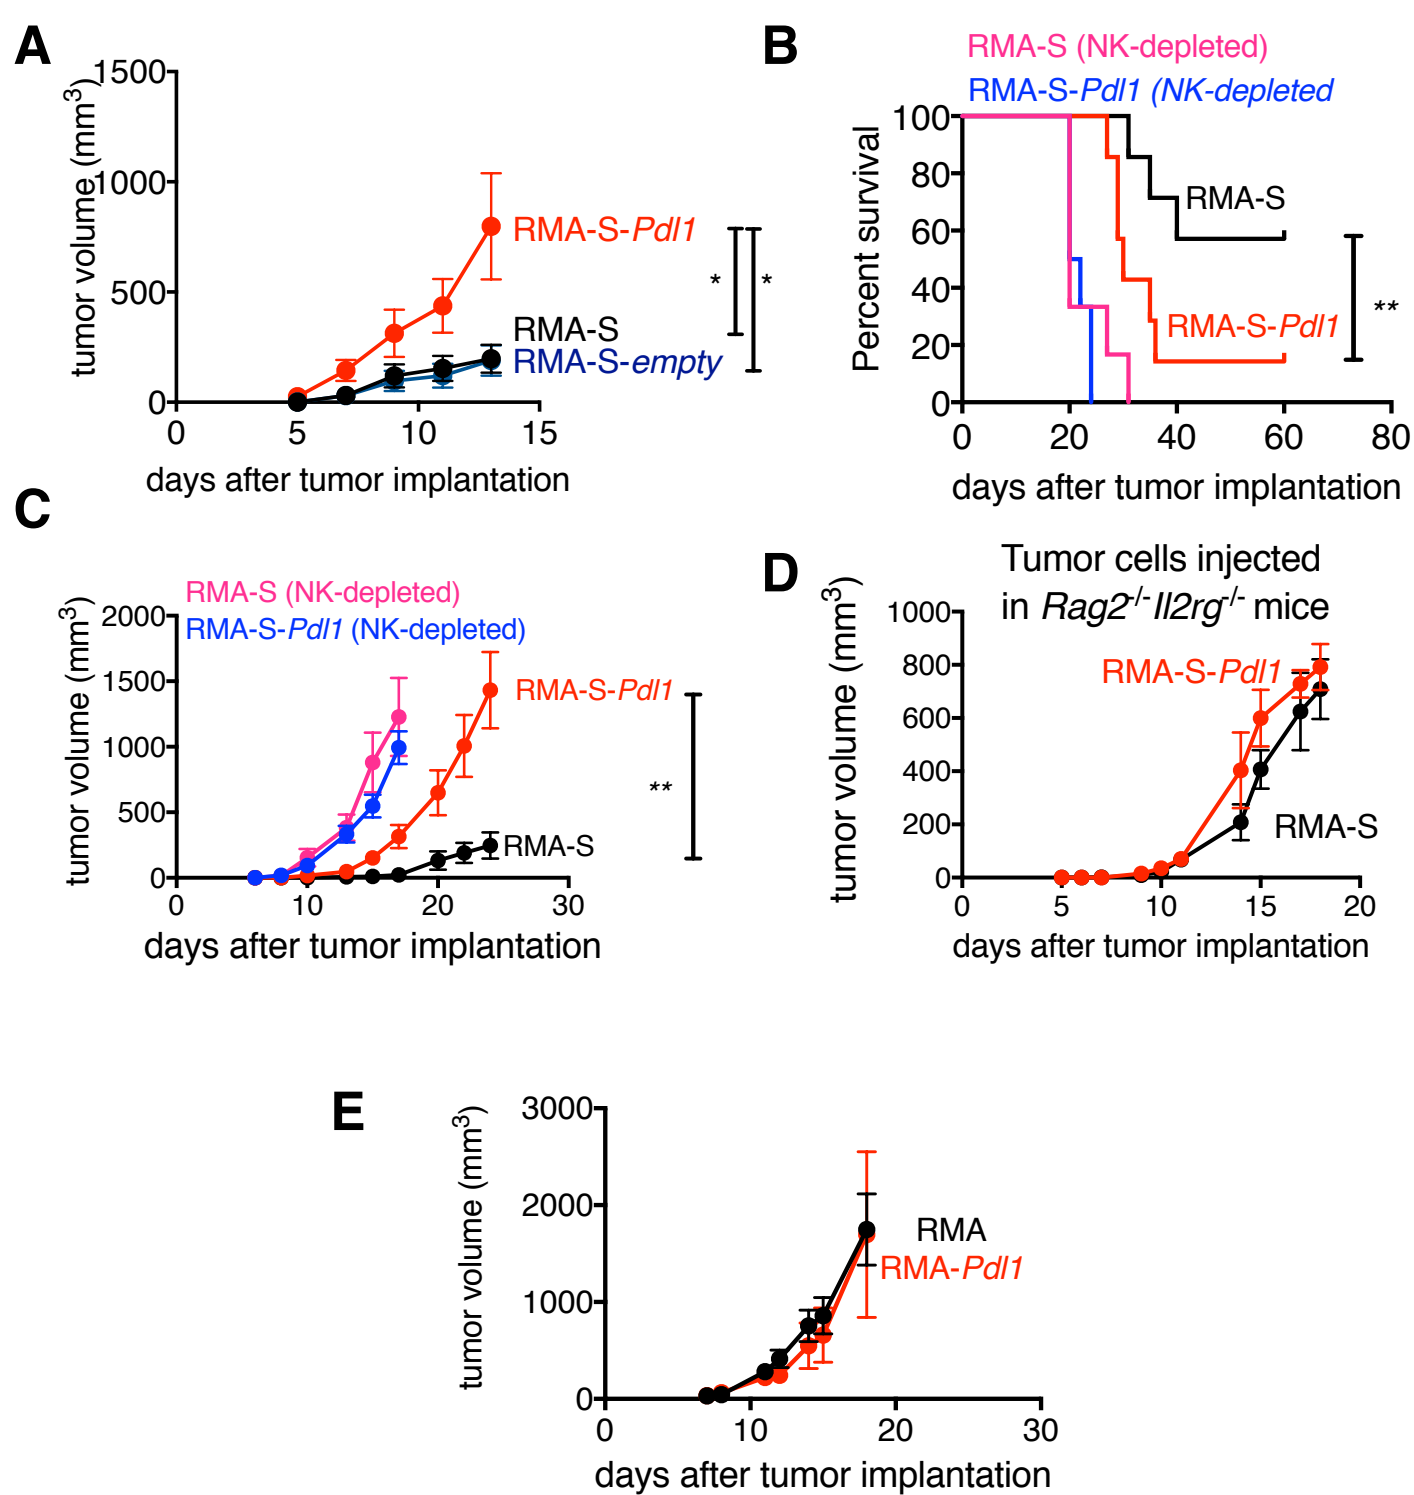 A
tumor volume (mm3)
1500
1000
500
0
0 5 10 15
days after tumor implantation
RMA-S-Pdl1
RMA-S
RMA-S-empty
* *
B
RMA-S (NK-depleted)
RMA-S-Pdl1 (NK-depleted
Percent survival
100
80
60
40
20
0
0 20 40 60 80
days after tumor implantation
RMA-S
RMA-S-Pdl1
**
C
RMA-S (NK-depleted)
RMA-S-Pdl1 (NK-depleted)
tumor volume (mm3)
2000
1500
1000
500
0
0 10 20 30
days after tumor implantation
RMA-S-Pdl1
RMA-S
**
D
Tumor cells injected
in Rag2-/-Il2rg-/- mice
tumor volume (mm3)
1000
800
600
400
200
0
0 5 10 15 20
days after tumor implantation
RMA-S-Pdl1
RMA-S
E
tumor volume (mm3)
3000
2000
1000
0
0 10 20 30
days after tumor implantation
RMA
RMA-Pdl1